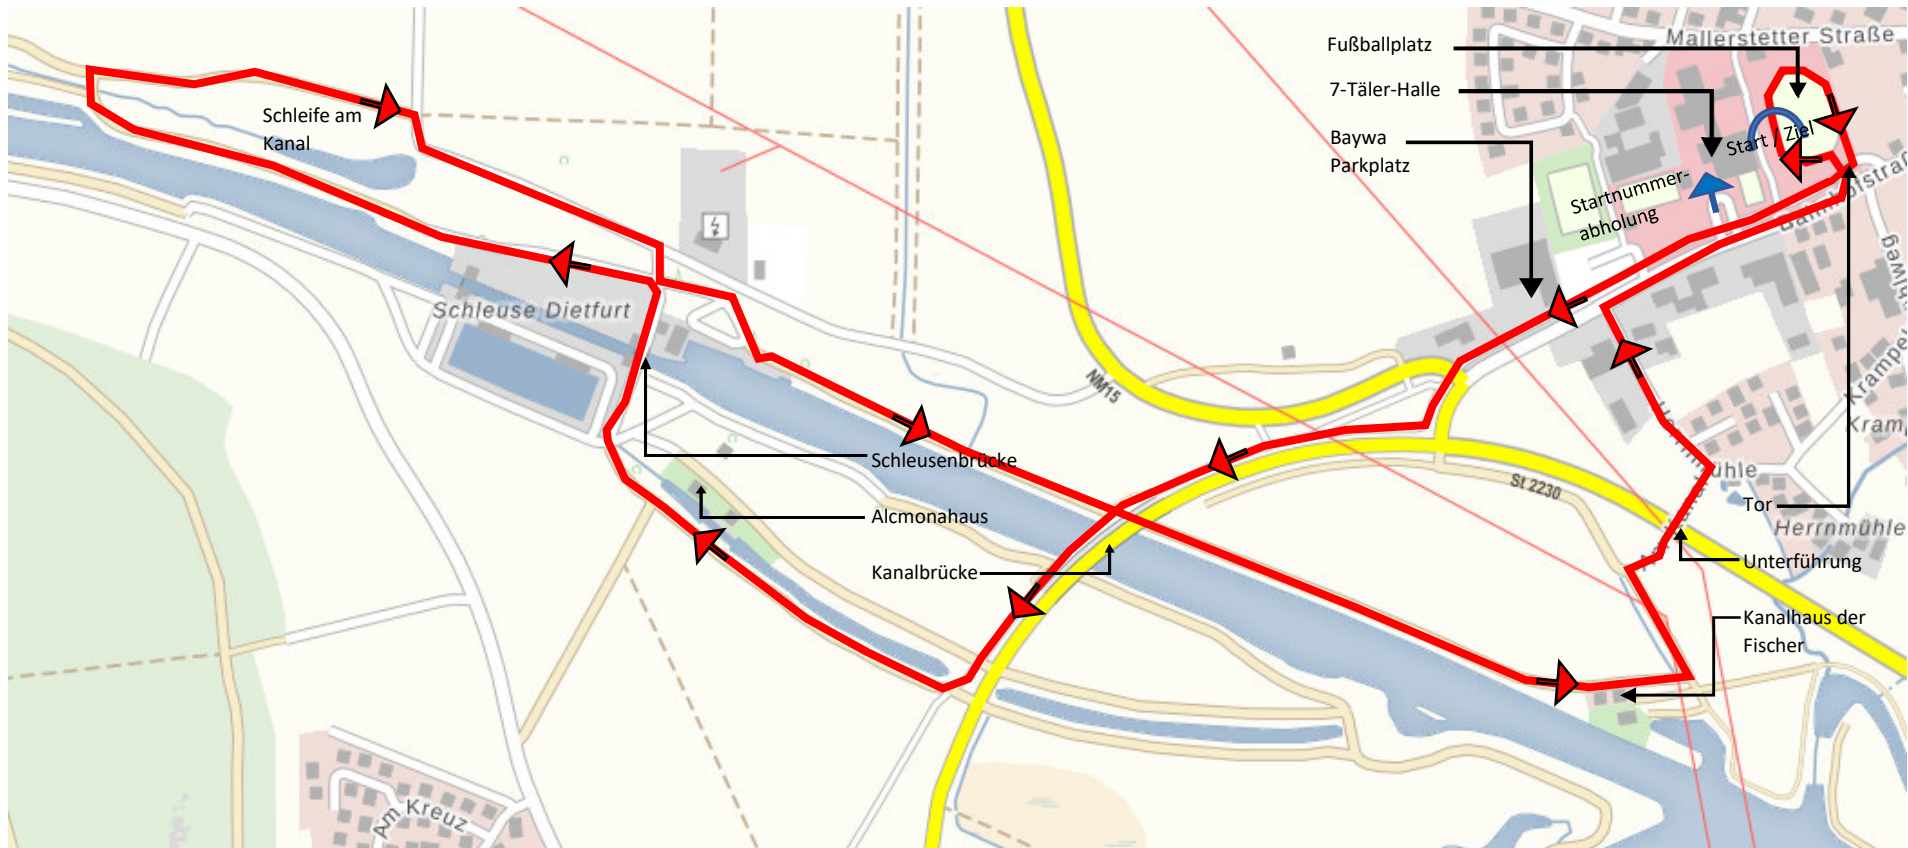 Mallerstetter Straße
Fußballplatz
7-Täler-Halle
Baywa
Parkplatz
Start / Ziel
Startnummer-
abholung
Schleife am
Kanal
Schleuse Dietfurt
NM15
Schleusenbrücke
Alcmonahaus
Kanalbrücke
St 2230
Tor
Herrnmühle
Unterführung
Kanalhaus der
Fischer
Am Kreuz